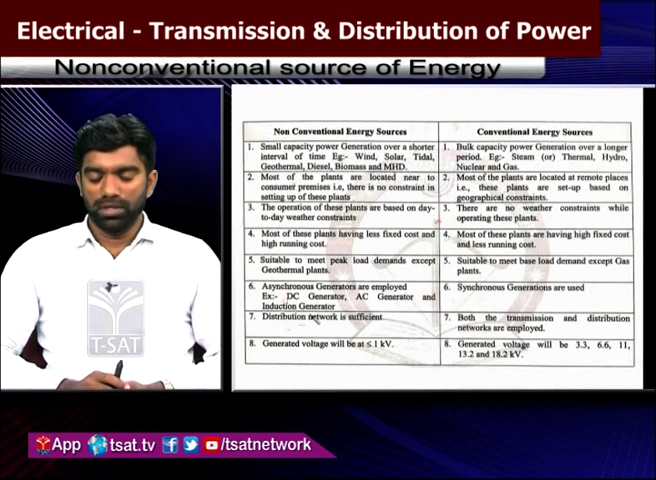 Electrical - Transmission & Distribution of Power
Nonconventional source of Energy
Non Conventional Energy Sources
Conventional Energy Sources
1. Small capacity power Generation over a shorter
interval of time Eg:- Wind, Solar, Tidal,
Geothermal, Diesel, Biomass and MHD.
1. Bulk capacity power Generation over a longer
period. Eg:- Steam (or) Thermal, Hydro,
Nuclear and Gas.
2. Most of the plants are located near to
consumer premises i.e, there is no constraint in
setting up of these plants
2. Most of the plants are located at remote places
i.e., these plants are set-up based on
geographical constraints.
3. The operation of these plants are based on day-
to-day weather constraints
3. There are no weather constraints while
operating these plants.
4. Most of these plants having less fixed cost and
high running cost.
4. Most of these plants are having high fixed cost
and less running cost.
5. Suitable to meet peak load demands except
Geothermal plants.
5. Suitable to meet base load demand except Gas
plants.
6. Asynchronous Generators are employed
Ex:- DC Generator, AC Generator and
Induction Generator
6. Synchronous Generations are used
7. Distribution network is sufficient
7. Both the transmission and distribution
networks are employed.
8. Generated voltage will be at ≤ 1 kV.
8. Generated voltage will be 3.3, 6.6, 11,
13.2 and 18.2 kV.
T-SAT
App tsat.tv /tsatnetwork